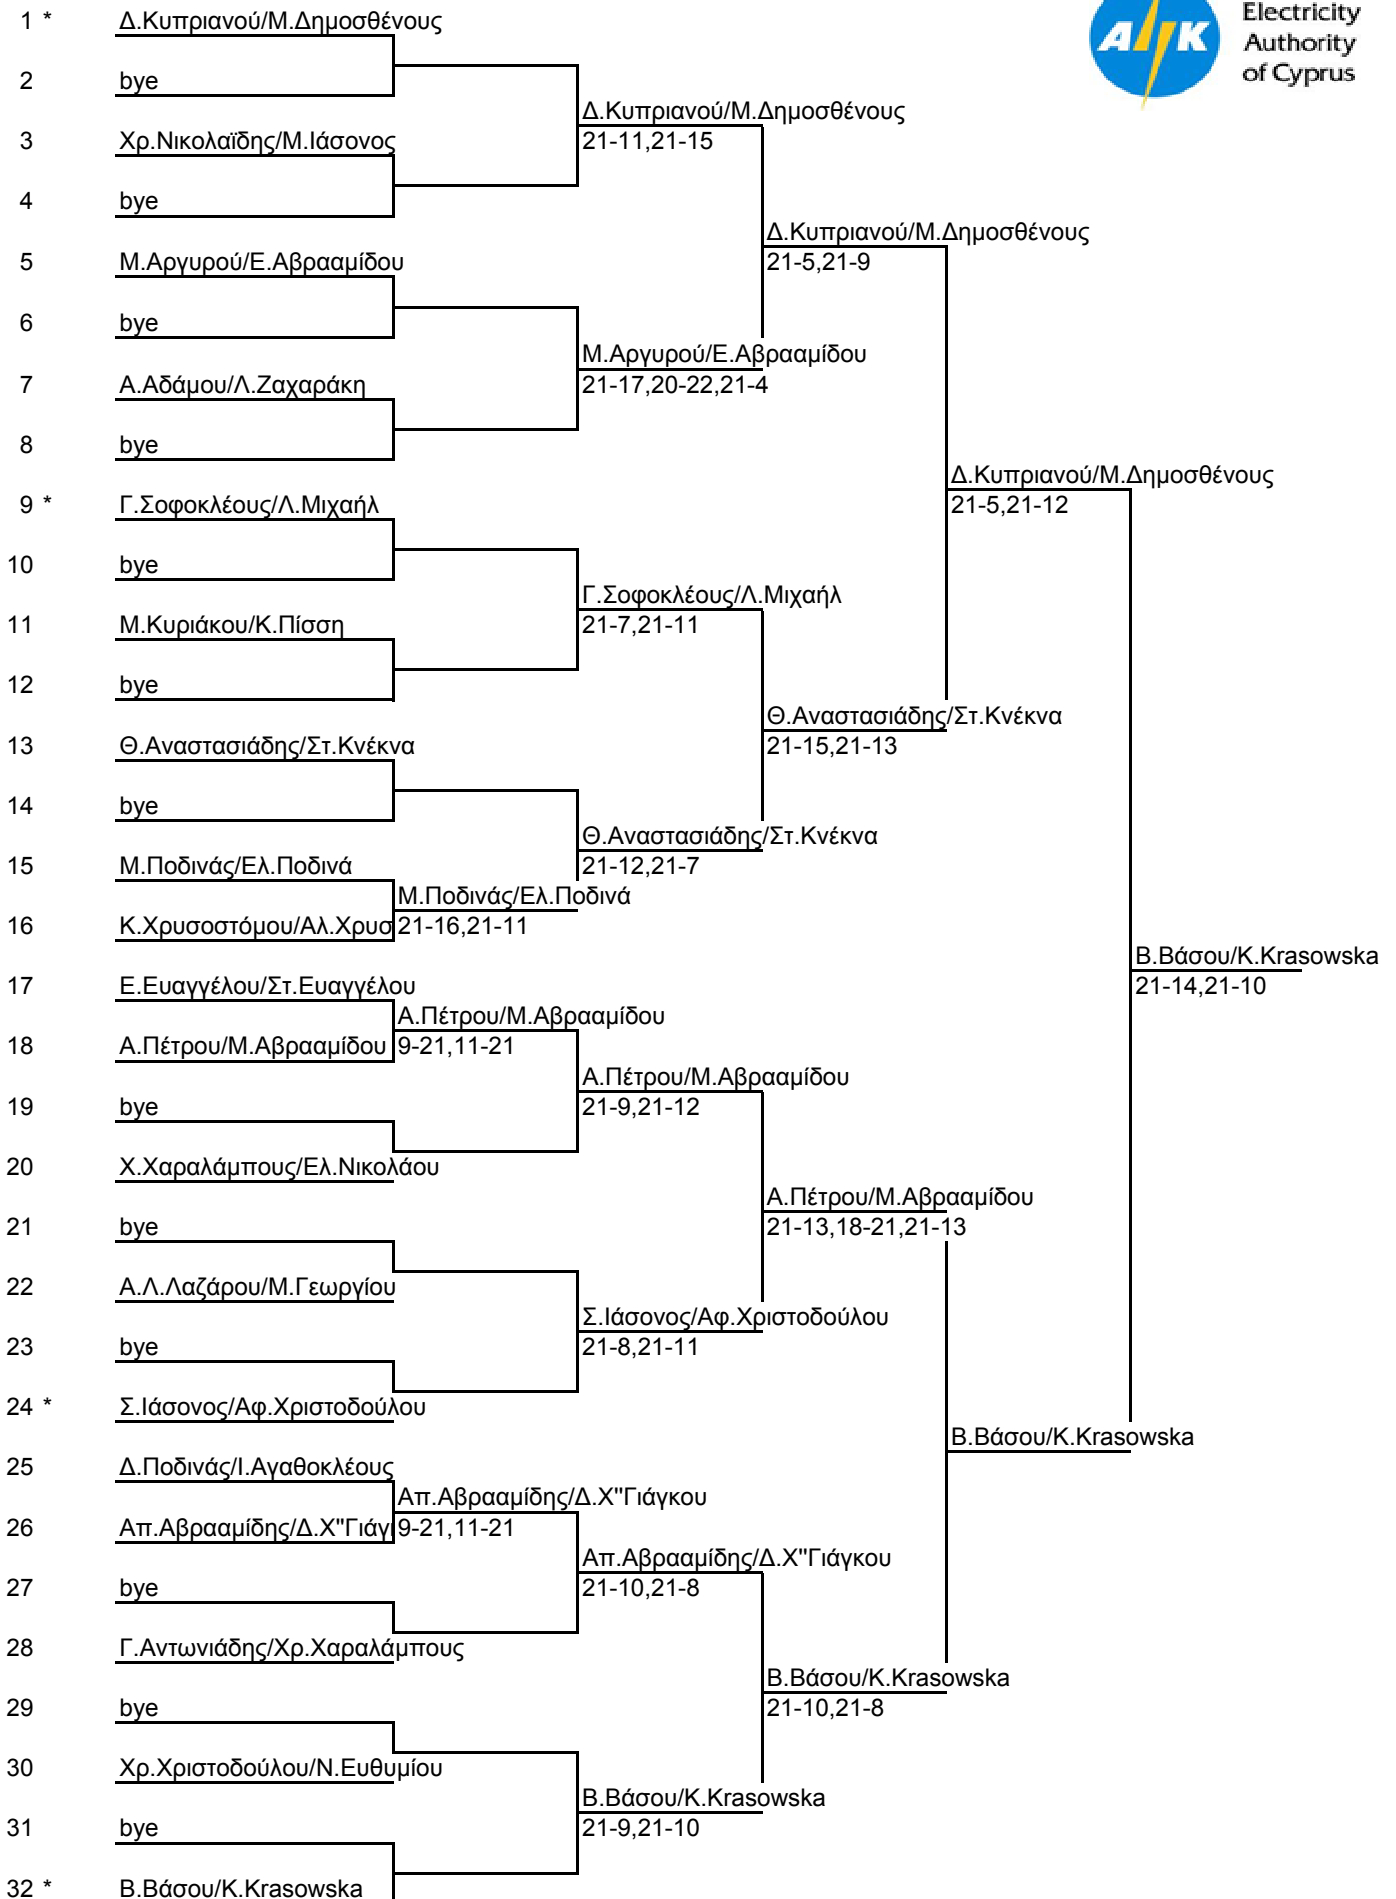 1 * Δ.Κυπριανού/Μ.Δημοσθένους
ΑΗΚ
Electricity
Authority
of Cyprus
2 bye
Δ.Κυπριανού/Μ.Δημοσθένους
3 Χρ.Νικολαΐδης/Μ.Ιάσονος
21-11,21-15
4 bye
Δ.Κυπριανού/Μ.Δημοσθένους
5 Μ.Αργυρού/Ε.Αβρααμίδου
21-5,21-9
6 bye
Μ.Αργυρού/Ε.Αβρααμίδου
7 Α.Αδάμου/Λ.Ζαχαράκη
21-17,20-22,21-4
8 bye
Δ.Κυπριανού/Μ.Δημοσθένους
9 * Γ.Σοφοκλέους/Λ.Μιχαήλ
21-5,21-12
10 bye
Γ.Σοφοκλέους/Λ.Μιχαήλ
11 Μ.Κυριάκου/Κ.Πίσση
21-7,21-11
12 bye
Θ.Αναστασιάδης/Στ.Κνέκνα
13 Θ.Αναστασιάδης/Στ.Κνέκνα
21-15,21-13
14 bye
Θ.Αναστασιάδης/Στ.Κνέκνα
15 Μ.Ποδινάς/Ελ.Ποδινά
21-12,21-7
Μ.Ποδινάς/Ελ.Ποδινά
16 Κ.Χρυσοστόμου/Αλ.Χρυσ
21-16,21-11
Β.Βάσου/K.Krasowska
17 Ε.Ευαγγέλου/Στ.Ευαγγέλου
21-14,21-10
Α.Πέτρου/Μ.Αβρααμίδου
18 Α.Πέτρου/Μ.Αβρααμίδου
9-21,11-21
Α.Πέτρου/Μ.Αβρααμίδου
19 bye
21-9,21-12
20 Χ.Χαραλάμπους/Ελ.Νικολάου
Α.Πέτρου/Μ.Αβρααμίδου
21 bye
21-13,18-21,21-13
22 Α.Λ.Λαζάρου/Μ.Γεωργίου
Σ.Ιάσονος/Αφ.Χριστοδούλου
23 bye
21-8,21-11
24 * Σ.Ιάσονος/Αφ.Χριστοδούλου
Β.Βάσου/K.Krasowska
25 Δ.Ποδινάς/Ι.Αγαθοκλέους
Απ.Αβρααμίδης/Δ.Χ"Γιάγκου
26 Απ.Αβρααμίδης/Δ.Χ"Γιάγ
9-21,11-21
Απ.Αβρααμίδης/Δ.Χ"Γιάγκου
27 bye
21-10,21-8
28 Γ.Αντωνιάδης/Χρ.Χαραλάμπους
Β.Βάσου/K.Krasowska
29 bye
21-10,21-8
30 Χρ.Χριστοδούλου/Ν.Ευθυμίου
Β.Βάσου/K.Krasowska
31 bye
21-9,21-10
32 * Β.Βάσου/K.Krasowska